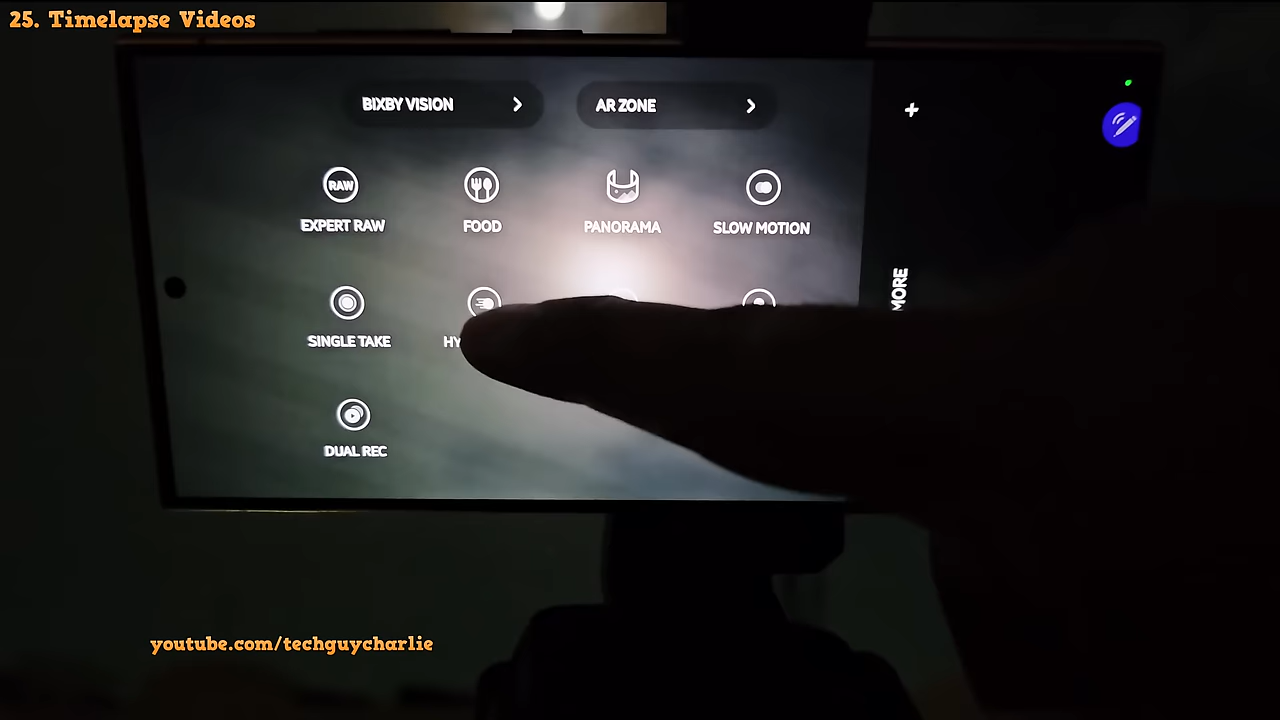 25. Timelapse Videos
BIXBY VISION
AR ZONE
RAW
EXPERT RAW
FOOD
PANORAMA
SLOW MOTION
MORE
SINGLE TAKE
HY
DUAL REC
youtube.com/techguycharlie